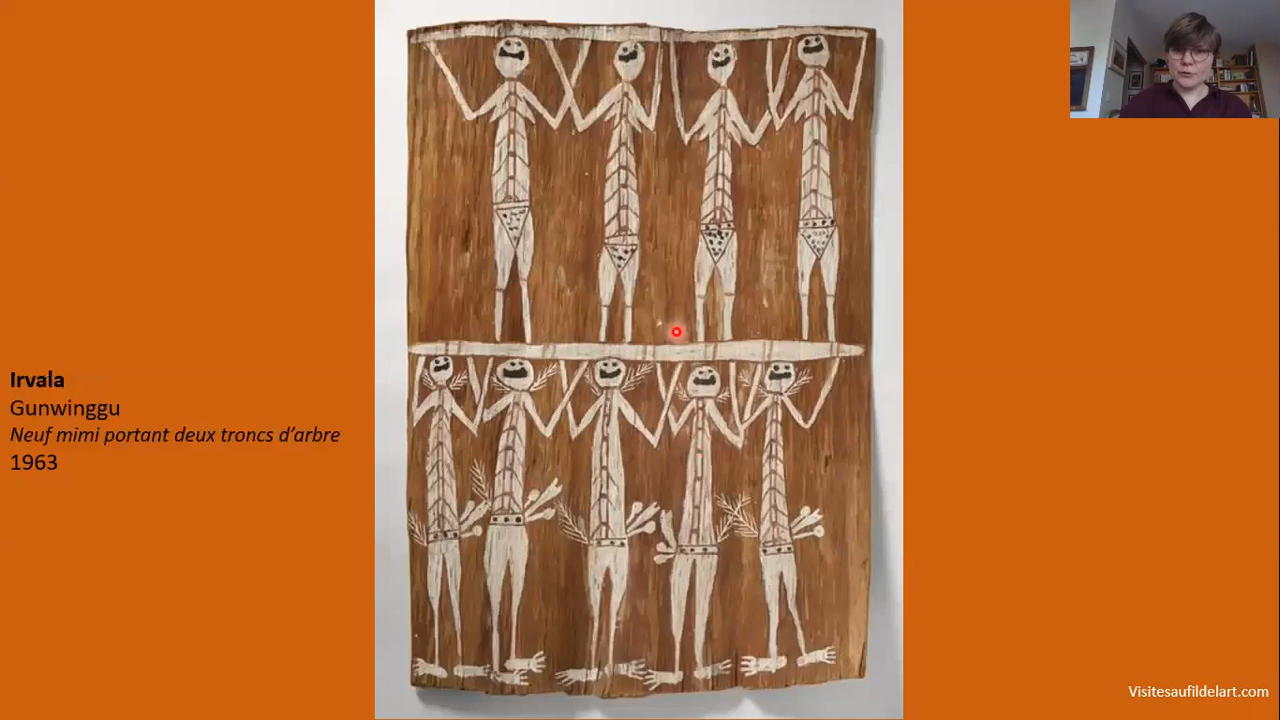 Irvala
Gunwinggu
Neuf mimi portant deux troncs d’arbre
1963
Visitesaufildelart.com